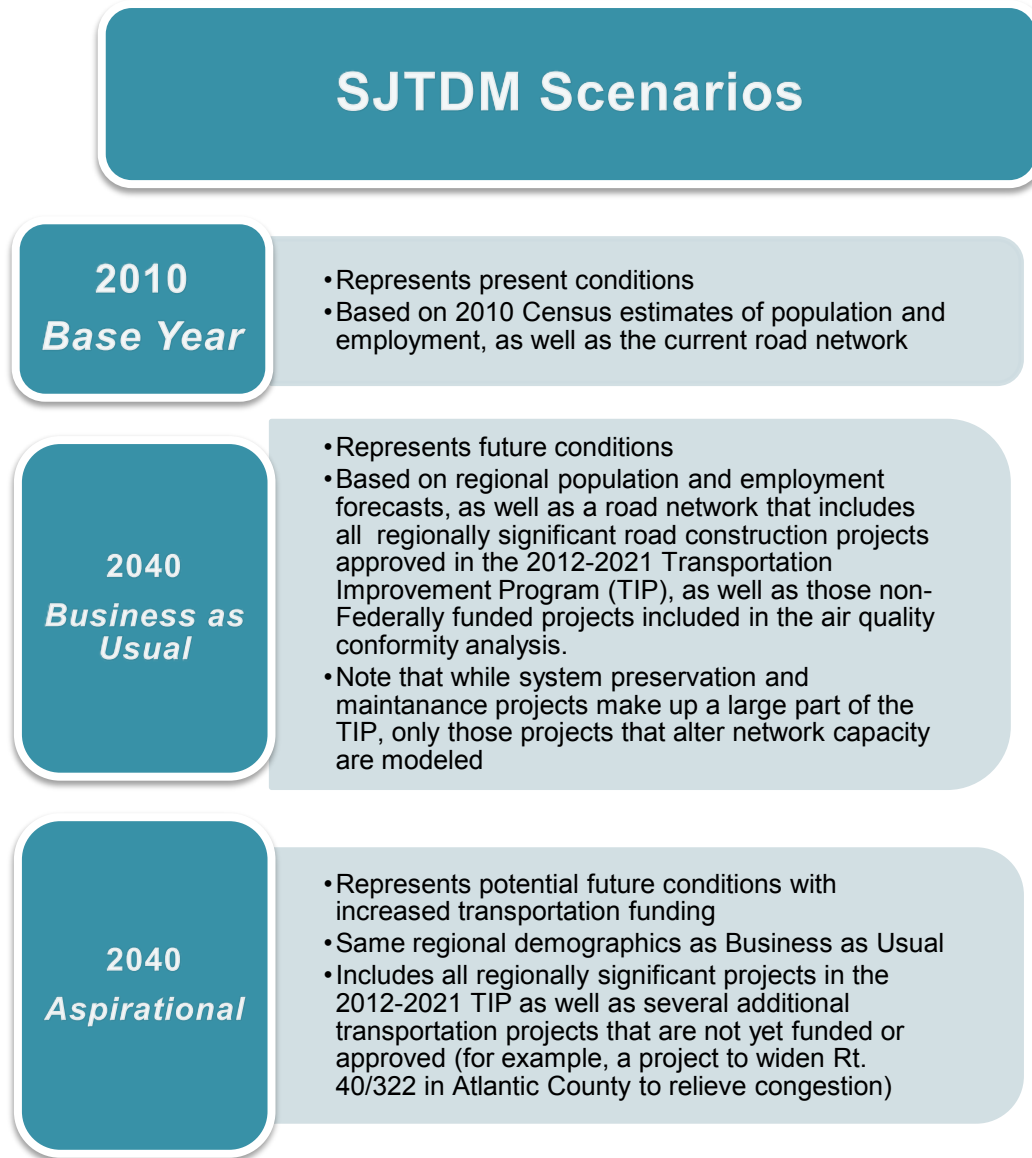 SJTDM Scenarios
2010
Base Year
•Represents present conditions
•Based on 2010 Census estimates of population and
employment, as well as the current road network
2040
Business as
Usual
•Represents future conditions
•Based on regional population and employment
forecasts, as well as a road network that includes
all  regionally significant road construction projects
approved in the 2012-2021 Transportation
Improvement Program (TIP), as well as those non-
Federally funded projects included in the air quality
conformity analysis.
•Note that while system preservation and
maintanance projects make up a large part of the
TIP, only those projects that alter network capacity
are modeled
2040
Aspirational
•Represents potential future conditions with
increased transportation funding
•Same regional demographics as Business as Usual
•Includes all regionally significant projects in the
2012-2021 TIP as well as several additional
transportation projects that are not yet funded or
approved (for example, a project to widen Rt.
40/322 in Atlantic County to relieve congestion)